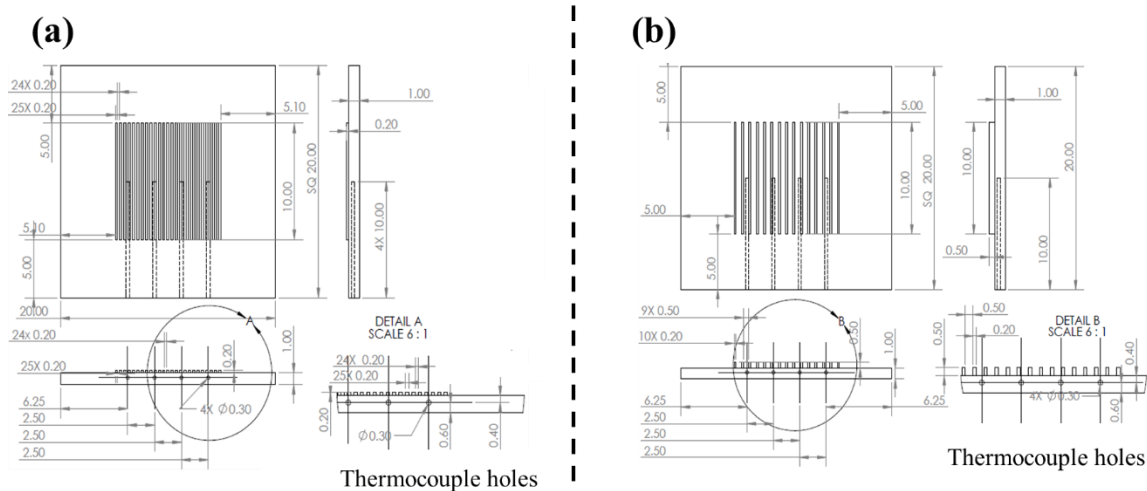 (a)
24X 0.20
25X 0.20
5.00
5.10
5.00
20.00
5.10
10.00
SQ 20.00
1.00
0.20
4X 10.00
24x 0.20
25X 0.20
A
0.20
1.00
6.25
2.50
2.50
2.50
4X Ø 0.30
DETAIL A
SCALE 6 : 1
24X 0.20
25X 0.20
0.20
Ø 0.30
0.60
0.40
Thermocouple holes
(b)
5.00
5.00
5.00
5.00
10.00
SQ 20.00
1.00
10.00
0.50
10.00
20.00
9X 0.50
10X 0.20
B
0.50
1.00
6.25
2.50
2.50
2.50
6.25
DETAIL B
SCALE 6 : 1
0.50
0.20
0.50
0.40
4X Ø 0.30
0.60
Thermocouple holes